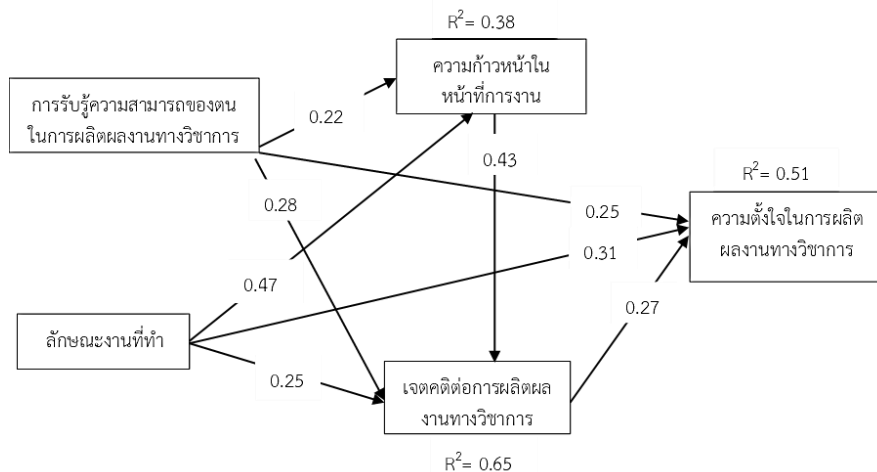 R²= 0.38
ความก้าวหน้าใน
หน้าที่การงาน
การรับรู้ความสามารถของตน
ในการผลิตผลงานทางวิชาการ
0.22
0.43
R²= 0.51
0.28
0.25
ความตั้งใจในการผลิต
ผลงานทางวิชาการ
0.31
0.47
0.27
ลักษณะงานที่ทำ
0.25
เจตคติต่อการผลิตผล
งานทางวิชาการ
R²= 0.65